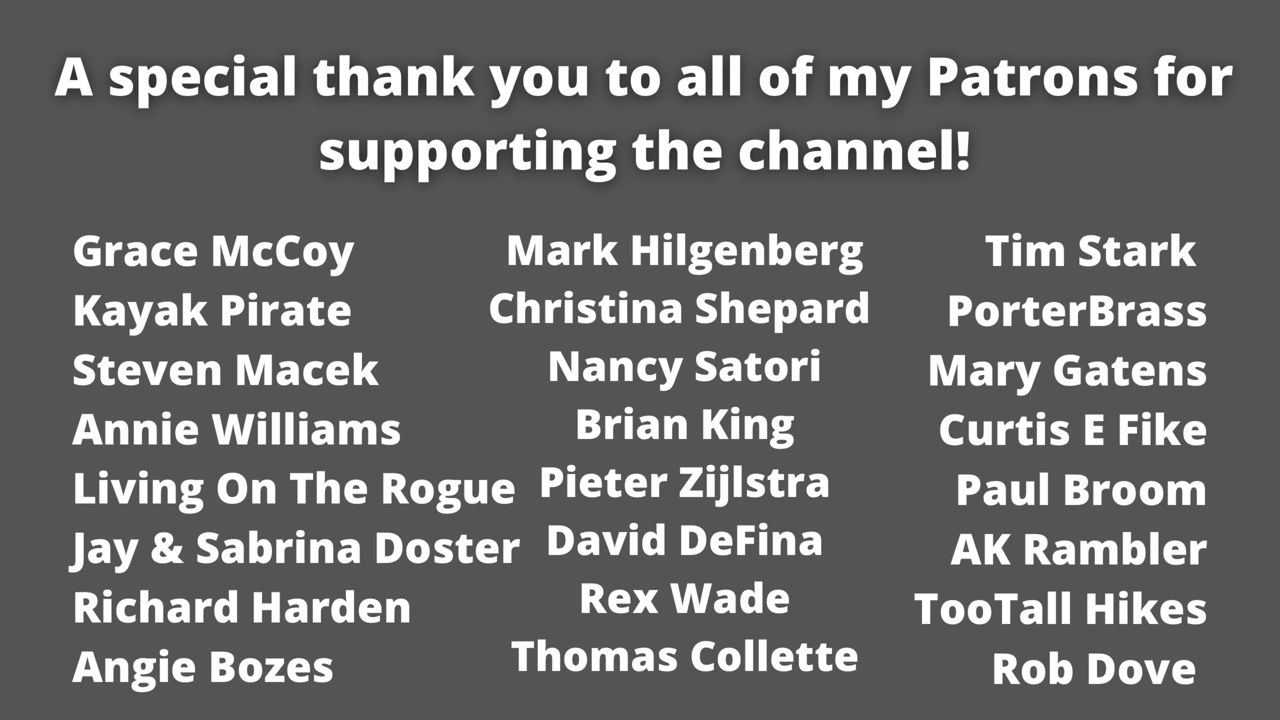 A special thank you to all of my Patrons for
supporting the channel!
Grace McCoy
Kayak Pirate
Steven Macek
Annie Williams
Living On The Rogue
Jay & Sabrina Doster
Richard Harden
Angie Bozes
Mark Hilgenberg
Christina Shepard
Nancy Satori
Brian King
Pieter Zijlstra
David DeFina
Rex Wade
Thomas Collette
Tim Stark
PorterBrass
Mary Gatens
Curtis E Fike
Paul Broom
AK Rambler
TooTall Hikes
Rob Dove